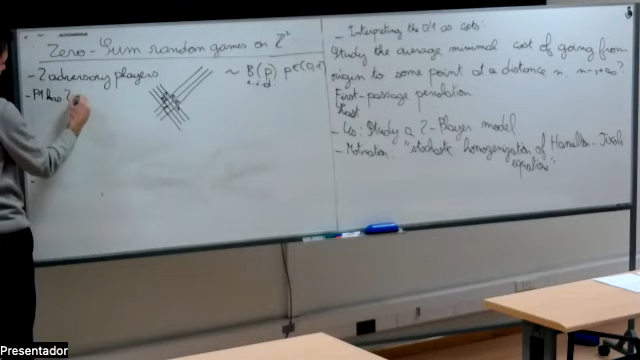 Zero-Sum random games on Z²
- 2 adversary players
- P1 has 2
~ B(p) p∈(0,1)
i.i.d
- Interpreting the 0/1 as costs:
Study the average minimal cost of going from
origin to some point at a distance n n→∞?
First-passage percolation
Last
- Us: Study a 2-Player model.
- Motivation: "stochastic homogenization of Hamilton-Jacobi
equations"
Presentador